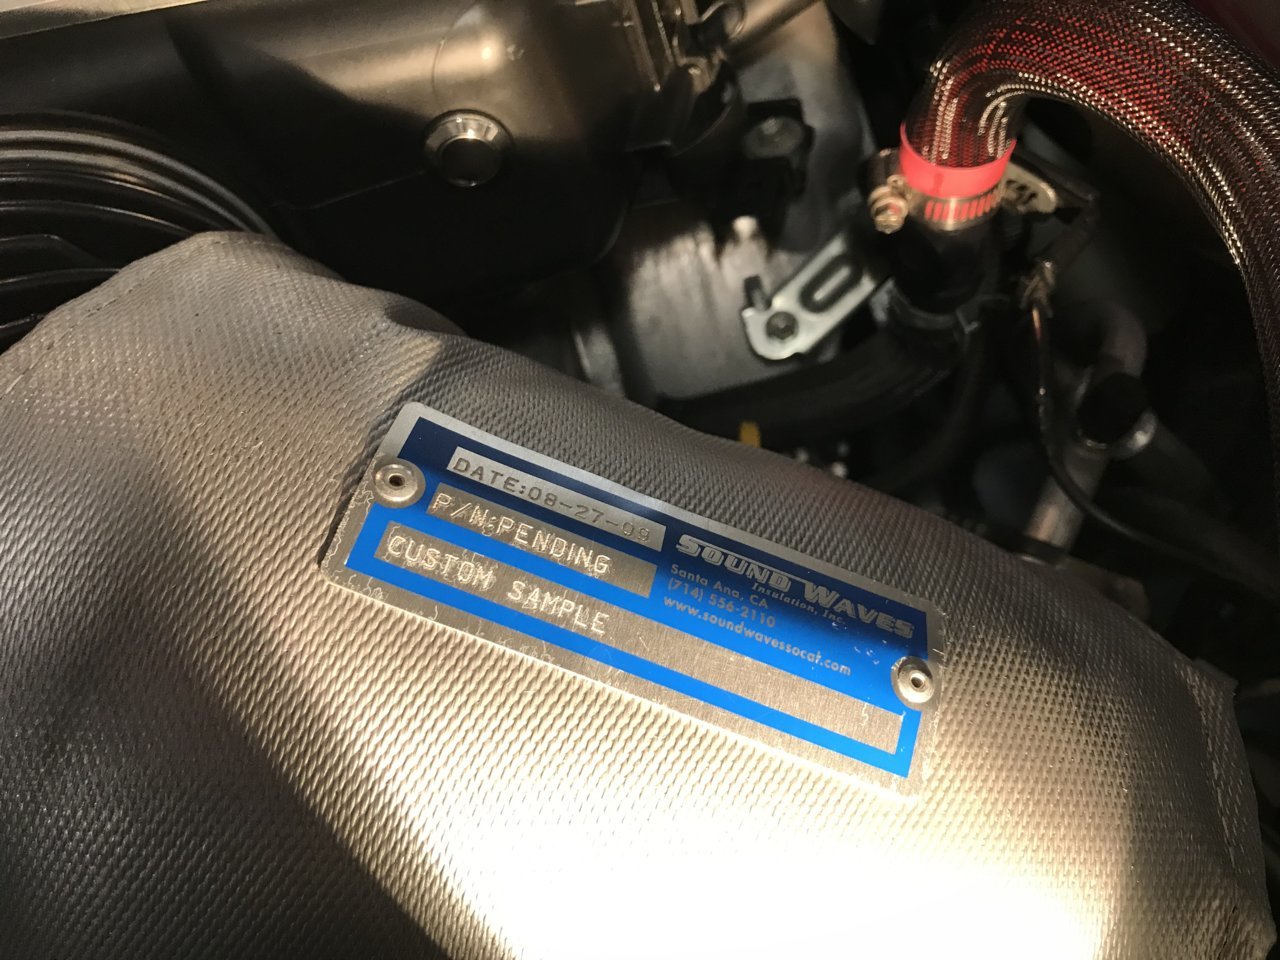 DATE:08-27-09
P/N:PENDING
CUSTOM SAMPLE
SOUND WAVES
Insulation, Inc.
Santa Ana, CA
(714) 556-2110
www.soundwavessocal.com